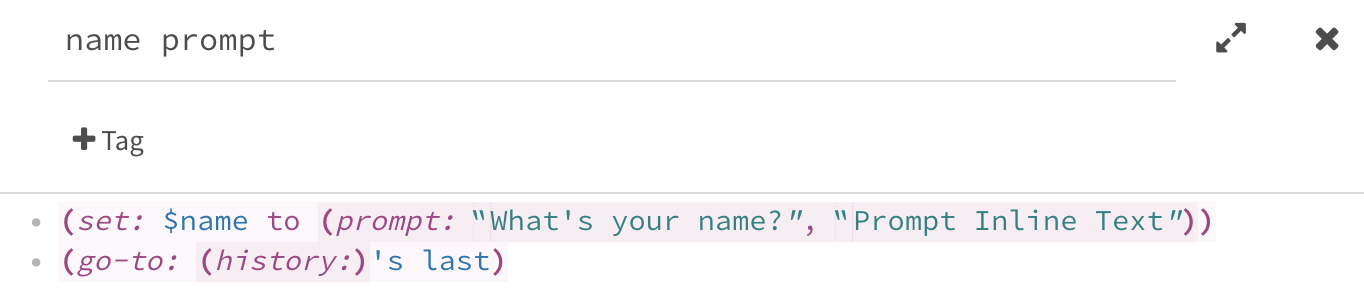 name prompt
Tag
(set: $name to (prompt: "What's your name?", "Prompt Inline Text"))
(go-to: (history:)'s last)